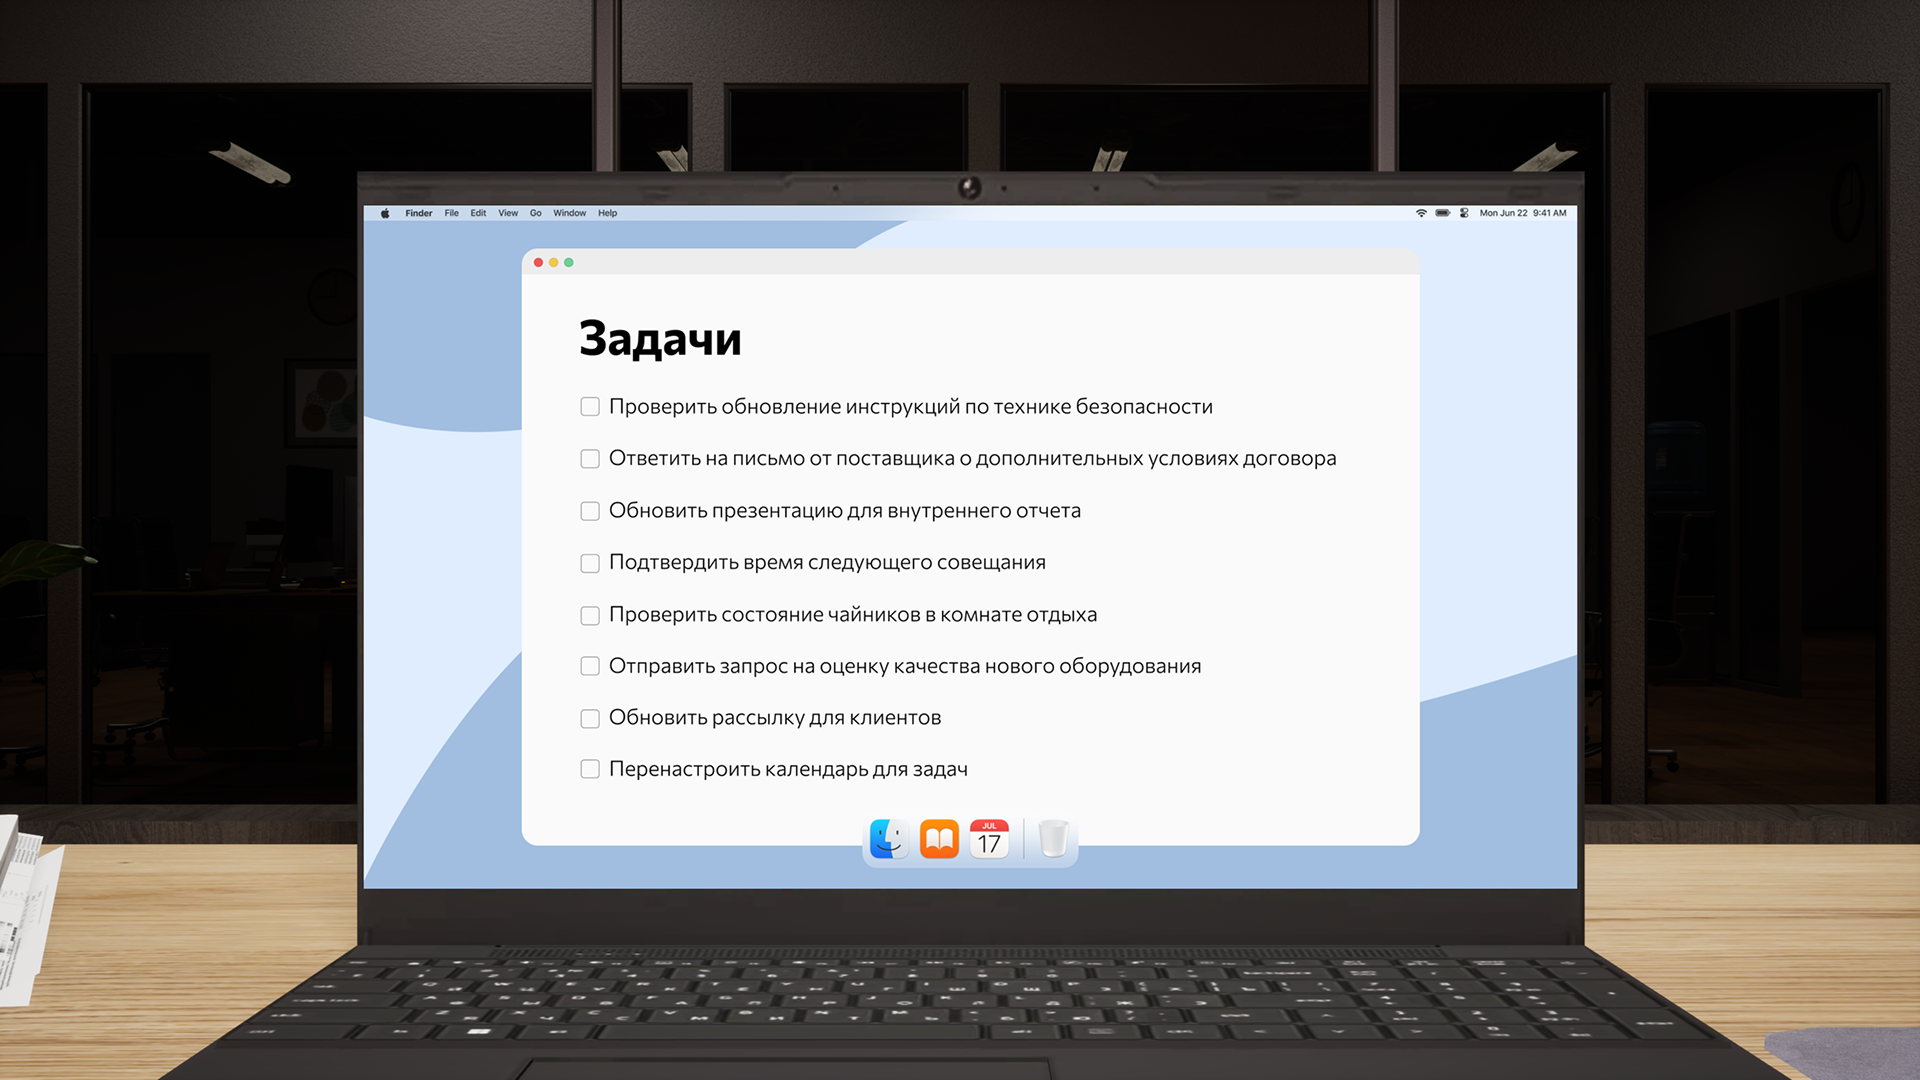 Finder File Edit View Go Window Help
Mon Jun 22 9:41 AM
Задачи
Проверить обновление инструкций по технике безопасности
Ответить на письмо от поставщика о дополнительных условиях договора
Обновить презентацию для внутреннего отчета
Подтвердить время следующего совещания
Проверить состояние чайников в комнате отдыха
Отправить запрос на оценку качества нового оборудования
Обновить рассылку для клиентов
Перенастроить календарь для задач
JUL
17